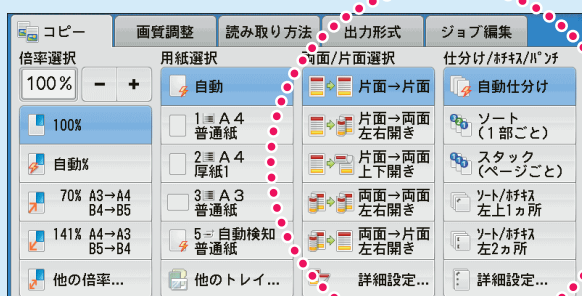 コピー
画質調整
読み取り方法
出力形式
ジョブ編集
倍率選択
100%
－
＋
100%
自動%
70% A3→A4
B4→B5
141% A4→A3
B5→B4
他の倍率...
用紙選択
自動
1 A4
普通紙
2 A4
厚紙1
3 A3
普通紙
5 自動検知
普通紙
他のトレイ...
両面/片面選択
片面→片面
片面→両面
左右開き
片面→両面
上下開き
両面→両面
左右開き
両面→片面
左右開き
詳細設定...
仕分け/ホチキス/パンチ
自動仕分け
ソート
(1部ごと)
スタック
(ページごと)
ソート/ホチキス
左上1ヵ所
ソート/ホチキス
左2ヵ所
詳細設定...